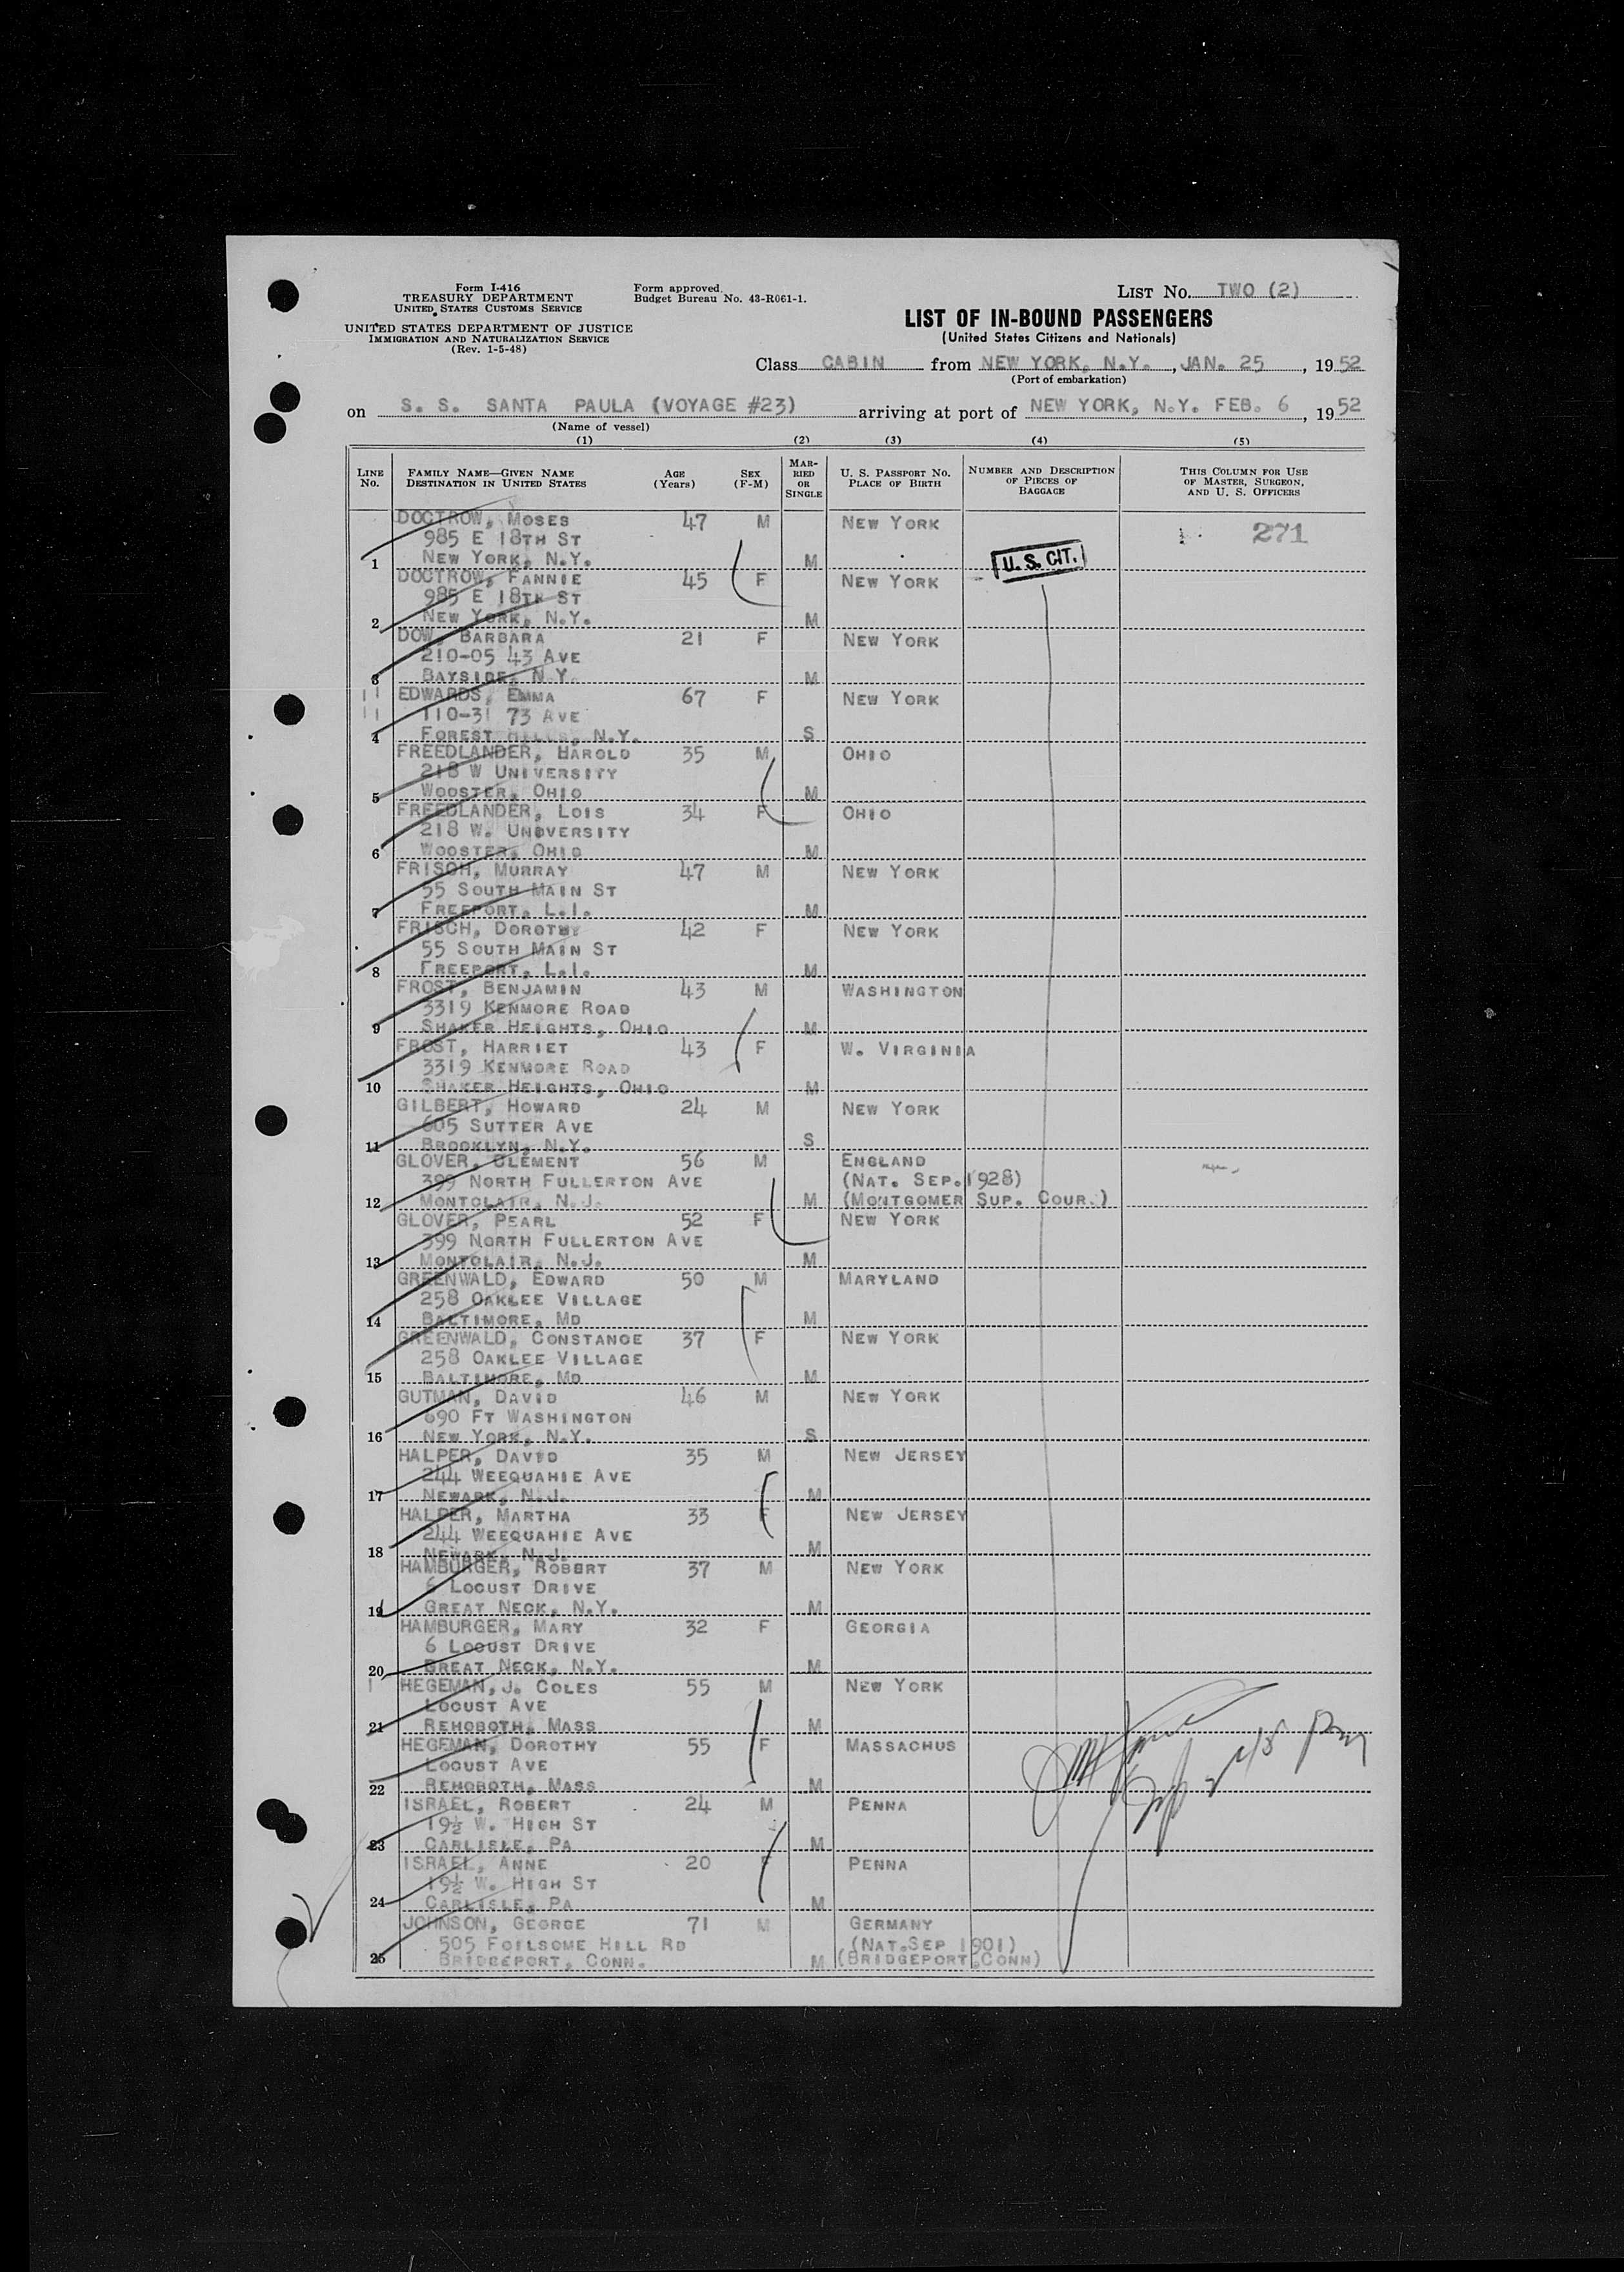 Form I-416
TREASURY DEPARTMENT
UNITED STATES CUSTOMS SERVICE
UNITED STATES DEPARTMENT OF JUSTICE
IMMIGRATION AND NATURALIZATION SERVICE
(Rev. 1-5-48)
Form approved.
Budget Bureau No. 43-R061-1.
LIST No. TWO (2)
LIST OF IN-BOUND PASSENGERS
(United States Citizens and Nationals)
Class CABIN from NEW YORK, N.Y., JAN. 25, 1952
(Port of embarkation)
on S. S. SANTA PAULA (VOYAGE #23) arriving at port of NEW YORK, N.Y. FEB. 6, 1952
(Name of vessel)
(1) (2) (3) (4) (5)
LINE No. FAMILY NAME—GIVEN NAME DESTINATION IN UNITED STATES AGE (Years) SEX (F-M) MARRIED OR SINGLE U. S. PASSPORT NO. PLACE OF BIRTH NUMBER AND DESCRIPTION OF PIECES OF BAGGAGE THIS COLUMN FOR USE OF MASTER, SURGEON, AND U. S. OFFICERS
DOCTROW, MOSES 47 M NEW YORK 271
985 E 18TH ST
1 NEW YORK, N.Y. M U. S. CIT.
DOCTROW, FANNIE 45 F NEW YORK
985 E 18TH ST
2 NEW YORK, N.Y. M
DOW, BARBARA 21 F NEW YORK
210-05 43 AVE
3 BAYSIDE, N.Y. M
EDWARDS, EMMA 67 F NEW YORK
110-31 73 AVE
4 FOREST HILLS, N.Y. S
FREEDLANDER, HAROLD 35 M OHIO
218 W UNIVERSITY
5 WOOSTER, OHIO M
FREEDLANDER, LOIS 34 F OHIO
218 W. UNOVERSITY
6 WOOSTER, OHIO M
FRISCH, MURRAY 47 M NEW YORK
55 SOUTH MAIN ST
7 FREEPORT, L.I. M
FRISCH, DOROTHY 42 F NEW YORK
55 SOUTH MAIN ST
8 FREEPORT, L.I. M
FROST, BENJAMIN 43 M WASHINGTON
3319 KENMORE ROAD
9 SHAKER HEIGHTS, OHIO M
FROST, HARRIET 43 F W. VIRGINIA
3319 KENMORE ROAD
10 SHAKER HEIGHTS, OHIO M
GILBERT, HOWARD 24 M NEW YORK
605 SUTTER AVE
11 BROOKLYN, N.Y. S
GLOVER, CLEMENT 56 M ENGLAND
399 NORTH FULLERTON AVE (NAT. SEP. 1928)
12 MONTCLAIR, N.J. M (MONTGOMER SUP. COUR.)
GLOVER, PEARL 52 F NEW YORK
399 NORTH FULLERTON AVE
13 MONTCLAIR, N.J. M
GREENWALD, EDWARD 50 M MARYLAND
258 OAKLEE VILLAGE
14 BALTIMORE, MD M
GREENWALD, CONSTANCE 37 F NEW YORK
258 OAKLEE VILLAGE
15 BALTIMORE, MD M
GUTMAN, DAVID 46 M NEW YORK
690 FT WASHINGTON
16 NEW YORK, N.Y. S
HALPER, DAVID 35 M NEW JERSEY
244 WEEQUAHIE AVE
17 NEWARK, N.J. M
HALPER, MARTHA 33 F NEW JERSEY
244 WEEQUAHIE AVE
18 NEWARK, N.J. M
HAMBURGER, ROBERT 37 M NEW YORK
6 LOCUST DRIVE
19 GREAT NECK, N.Y. M
HAMBURGER, MARY 32 F GEORGIA
6 LOCUST DRIVE
20 GREAT NECK, N.Y. M
HEGEMAN, J. COLES 55 M NEW YORK
LOCUST AVE
21 REHOBOTH, MASS M
HEGEMAN, DOROTHY 55 F MASSACHUS
LOCUST AVE
22 REHOBOTH, MASS M
ISRAEL, ROBERT 24 M PENNA
19½ W. HIGH ST
23 CARLISLE, PA M
ISRAEL, ANNE 20 F PENNA
19½ W. HIGH ST
24 CARLISLE, PA M
JOHNSON, GEORGE 71 M GERMANY
505 FOILSOME HILL RD (NAT.SEP 1901)
25 BRIDGEPORT, CONN. M (BRIDGEPORT, CONN)